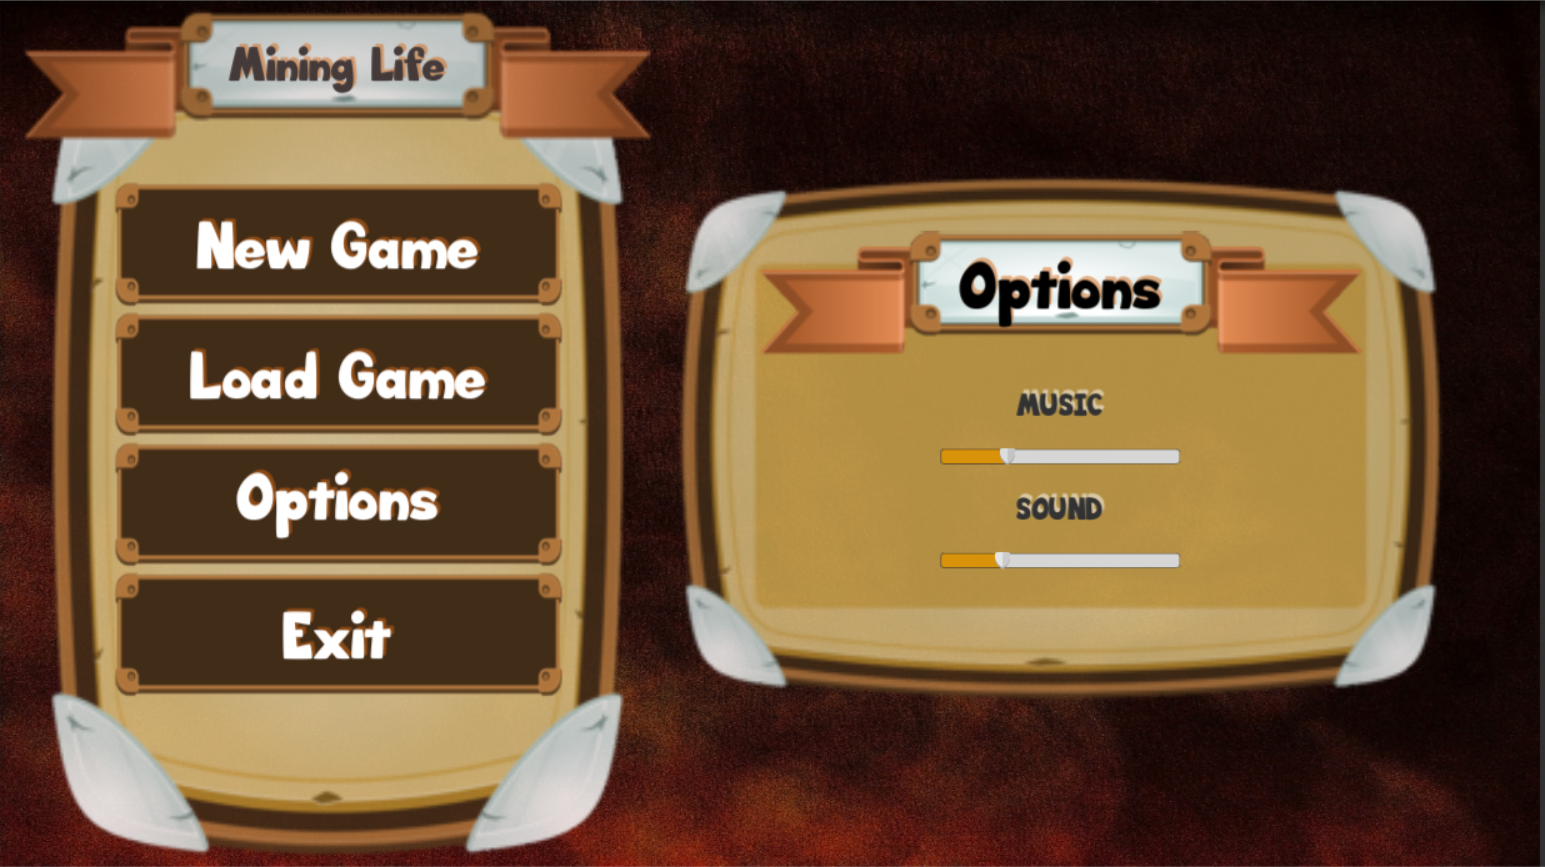 Mining Life
New Game
Load Game
Options
Exit
Options
MUSIC
SOUND